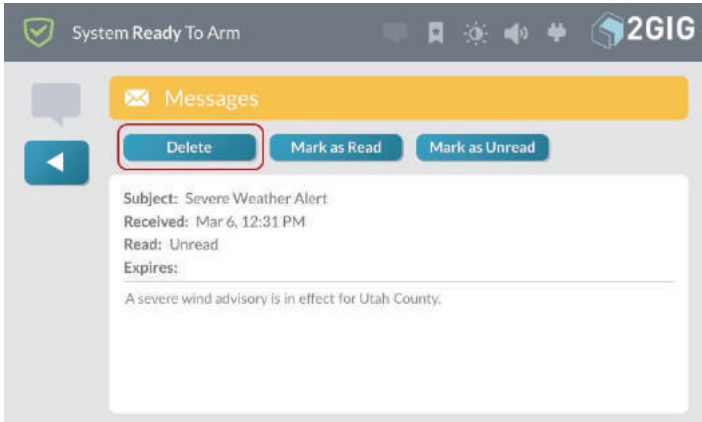 System Ready To Arm
2GIG
Messages
Delete
Mark as Read
Mark as Unread
Subject: Severe Weather Alert
Received: Mar 6, 12:31 PM
Read: Unread
Expires:
A severe wind advisory is in effect for Utah County.